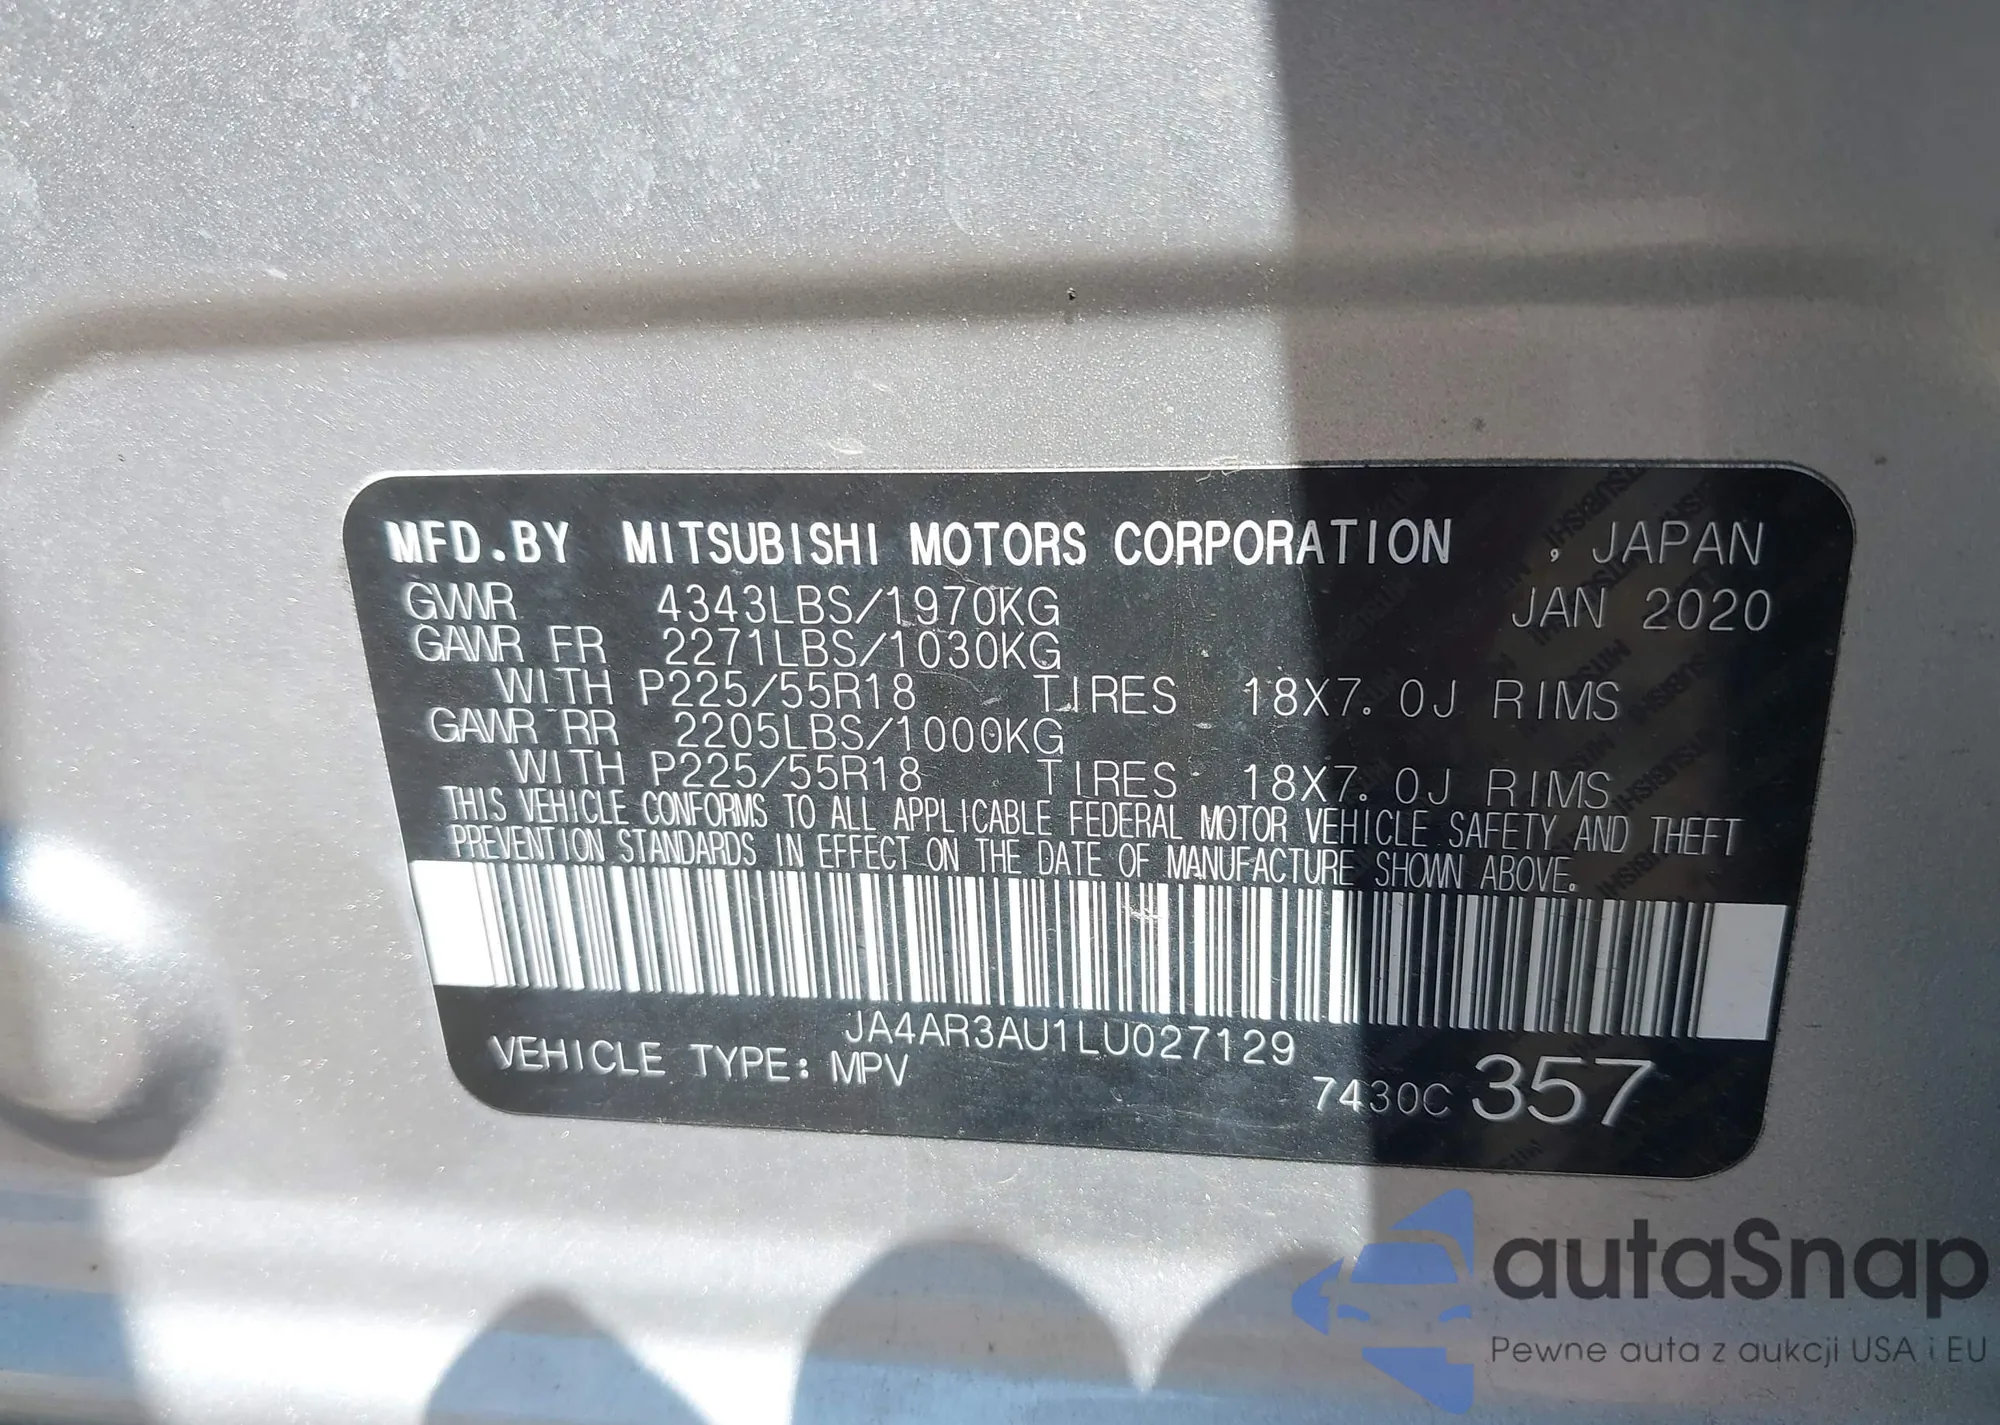 MFD.BY MITSUBISHI MOTORS CORPORATION , JAPAN
GVWR 4343LBS/1970KG JAN 2020
GAWR FR 2271LBS/1030KG
WITH P225/55R18 TIRES 18X7.0J RIMS
GAWR RR 2205LBS/1000KG
WITH P225/55R18 TIRES 18X7.0J RIMS
THIS VEHICLE CONFORMS TO ALL APPLICABLE FEDERAL MOTOR VEHICLE SAFETY AND THEFT
PREVENTION STANDARDS IN EFFECT ON THE DATE OF MANUFACTURE SHOWN ABOVE.
JA4AR3AU1LU027129
VEHICLE TYPE: MPV
7430C 357
autaSnap
Pewne auta z aukcji USA i EU